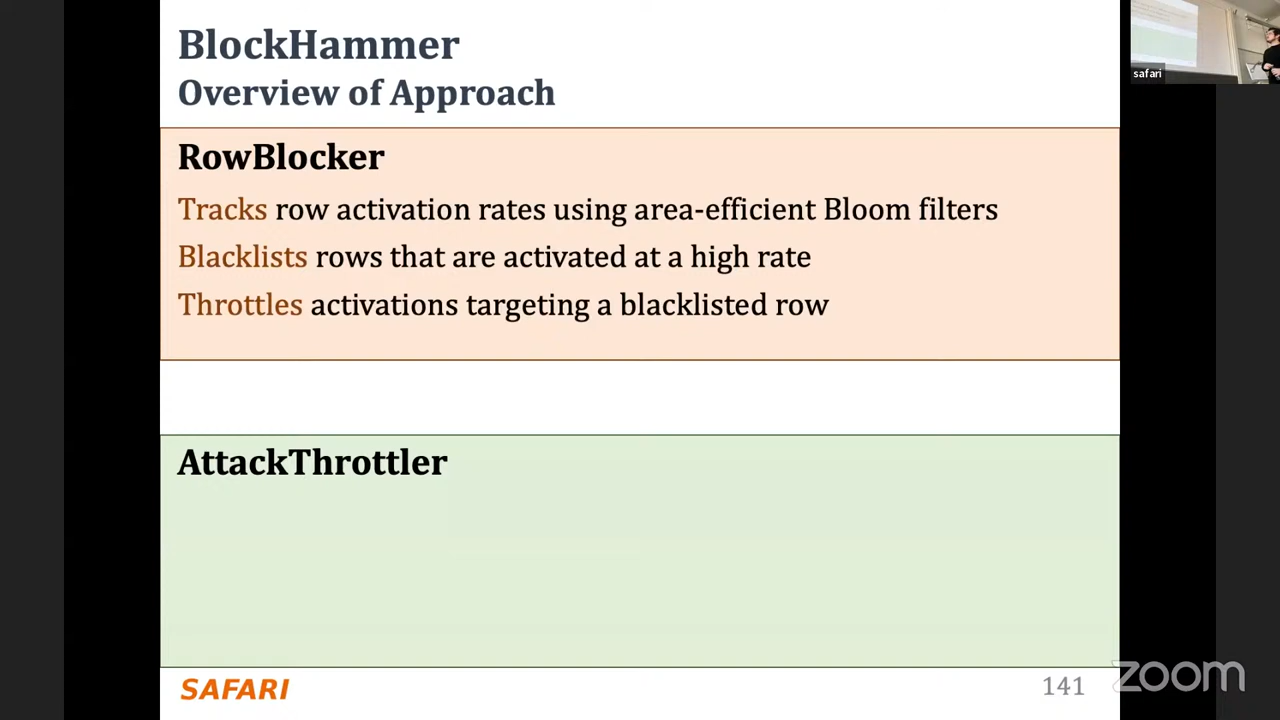 BlockHammer
Overview of Approach
safari
RowBlocker
Tracks row activation rates using area-efficient Bloom filters
Blacklists rows that are activated at a high rate
Throttles activations targeting a blacklisted row
AttackThrottler
SAFARI
141
zoom